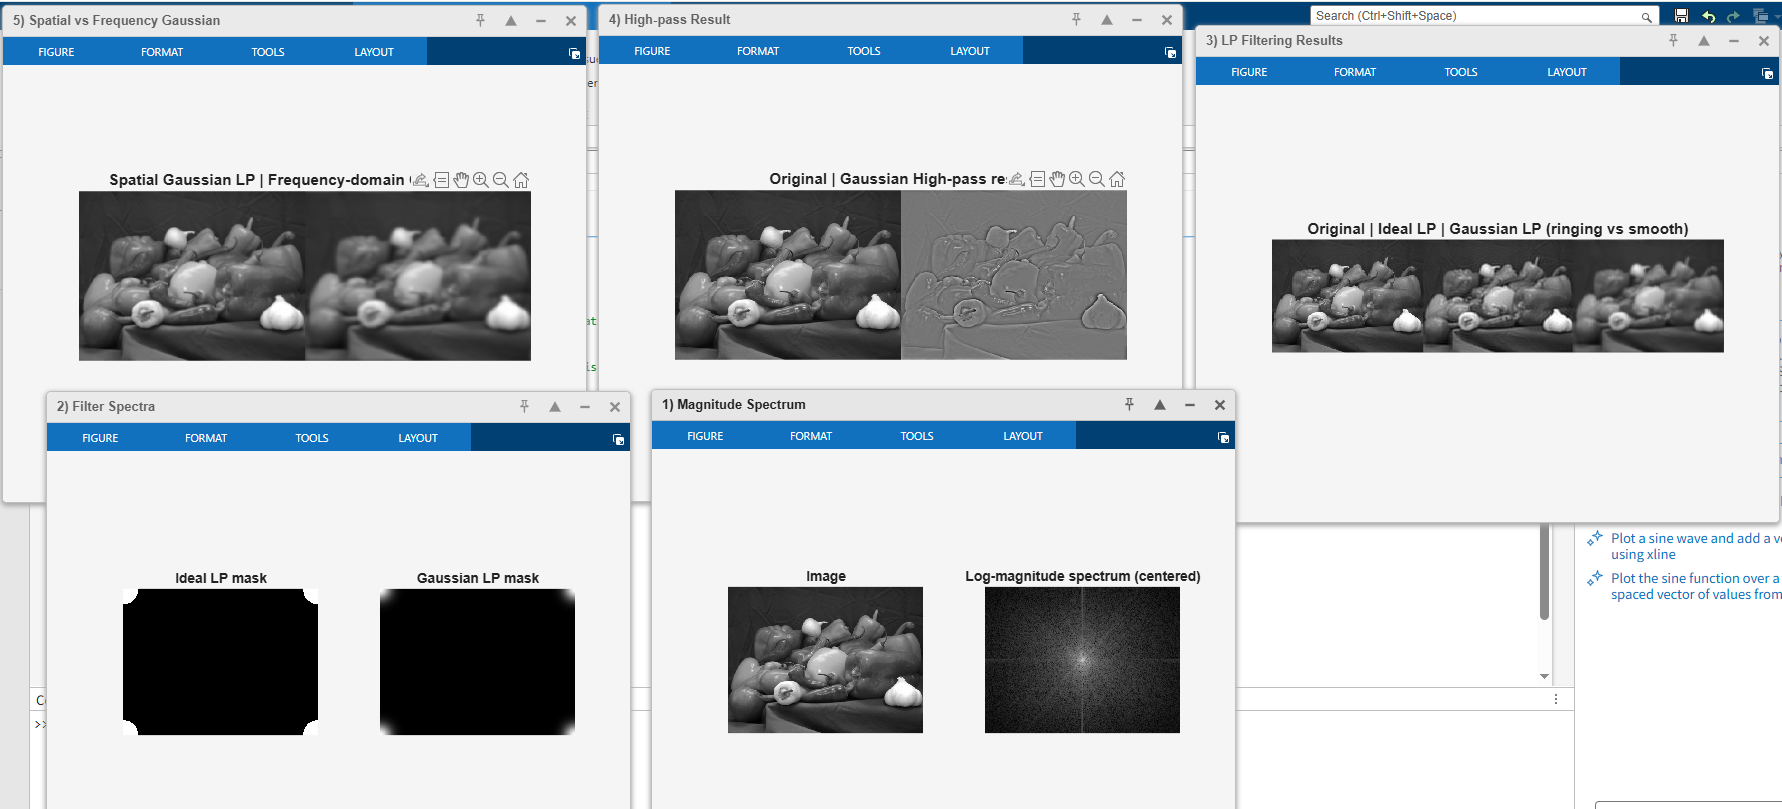 5) Spatial vs Frequency Gaussian
FIGURE FORMAT TOOLS LAYOUT
Spatial Gaussian LP | Frequency-domain
4) High-pass Result
FIGURE FORMAT TOOLS LAYOUT
Original | Gaussian High-pass re
Search (Ctrl+Shift+Space)
3) LP Filtering Results
FIGURE FORMAT TOOLS LAYOUT
Original | Ideal LP | Gaussian LP (ringing vs smooth)
2) Filter Spectra
FIGURE FORMAT TOOLS LAYOUT
Ideal LP mask Gaussian LP mask
1) Magnitude Spectrum
FIGURE FORMAT TOOLS LAYOUT
Image Log-magnitude spectrum (centered)
Plot a sine wave and add a ve
using xline
Plot the sine function over a
spaced vector of values from
>>